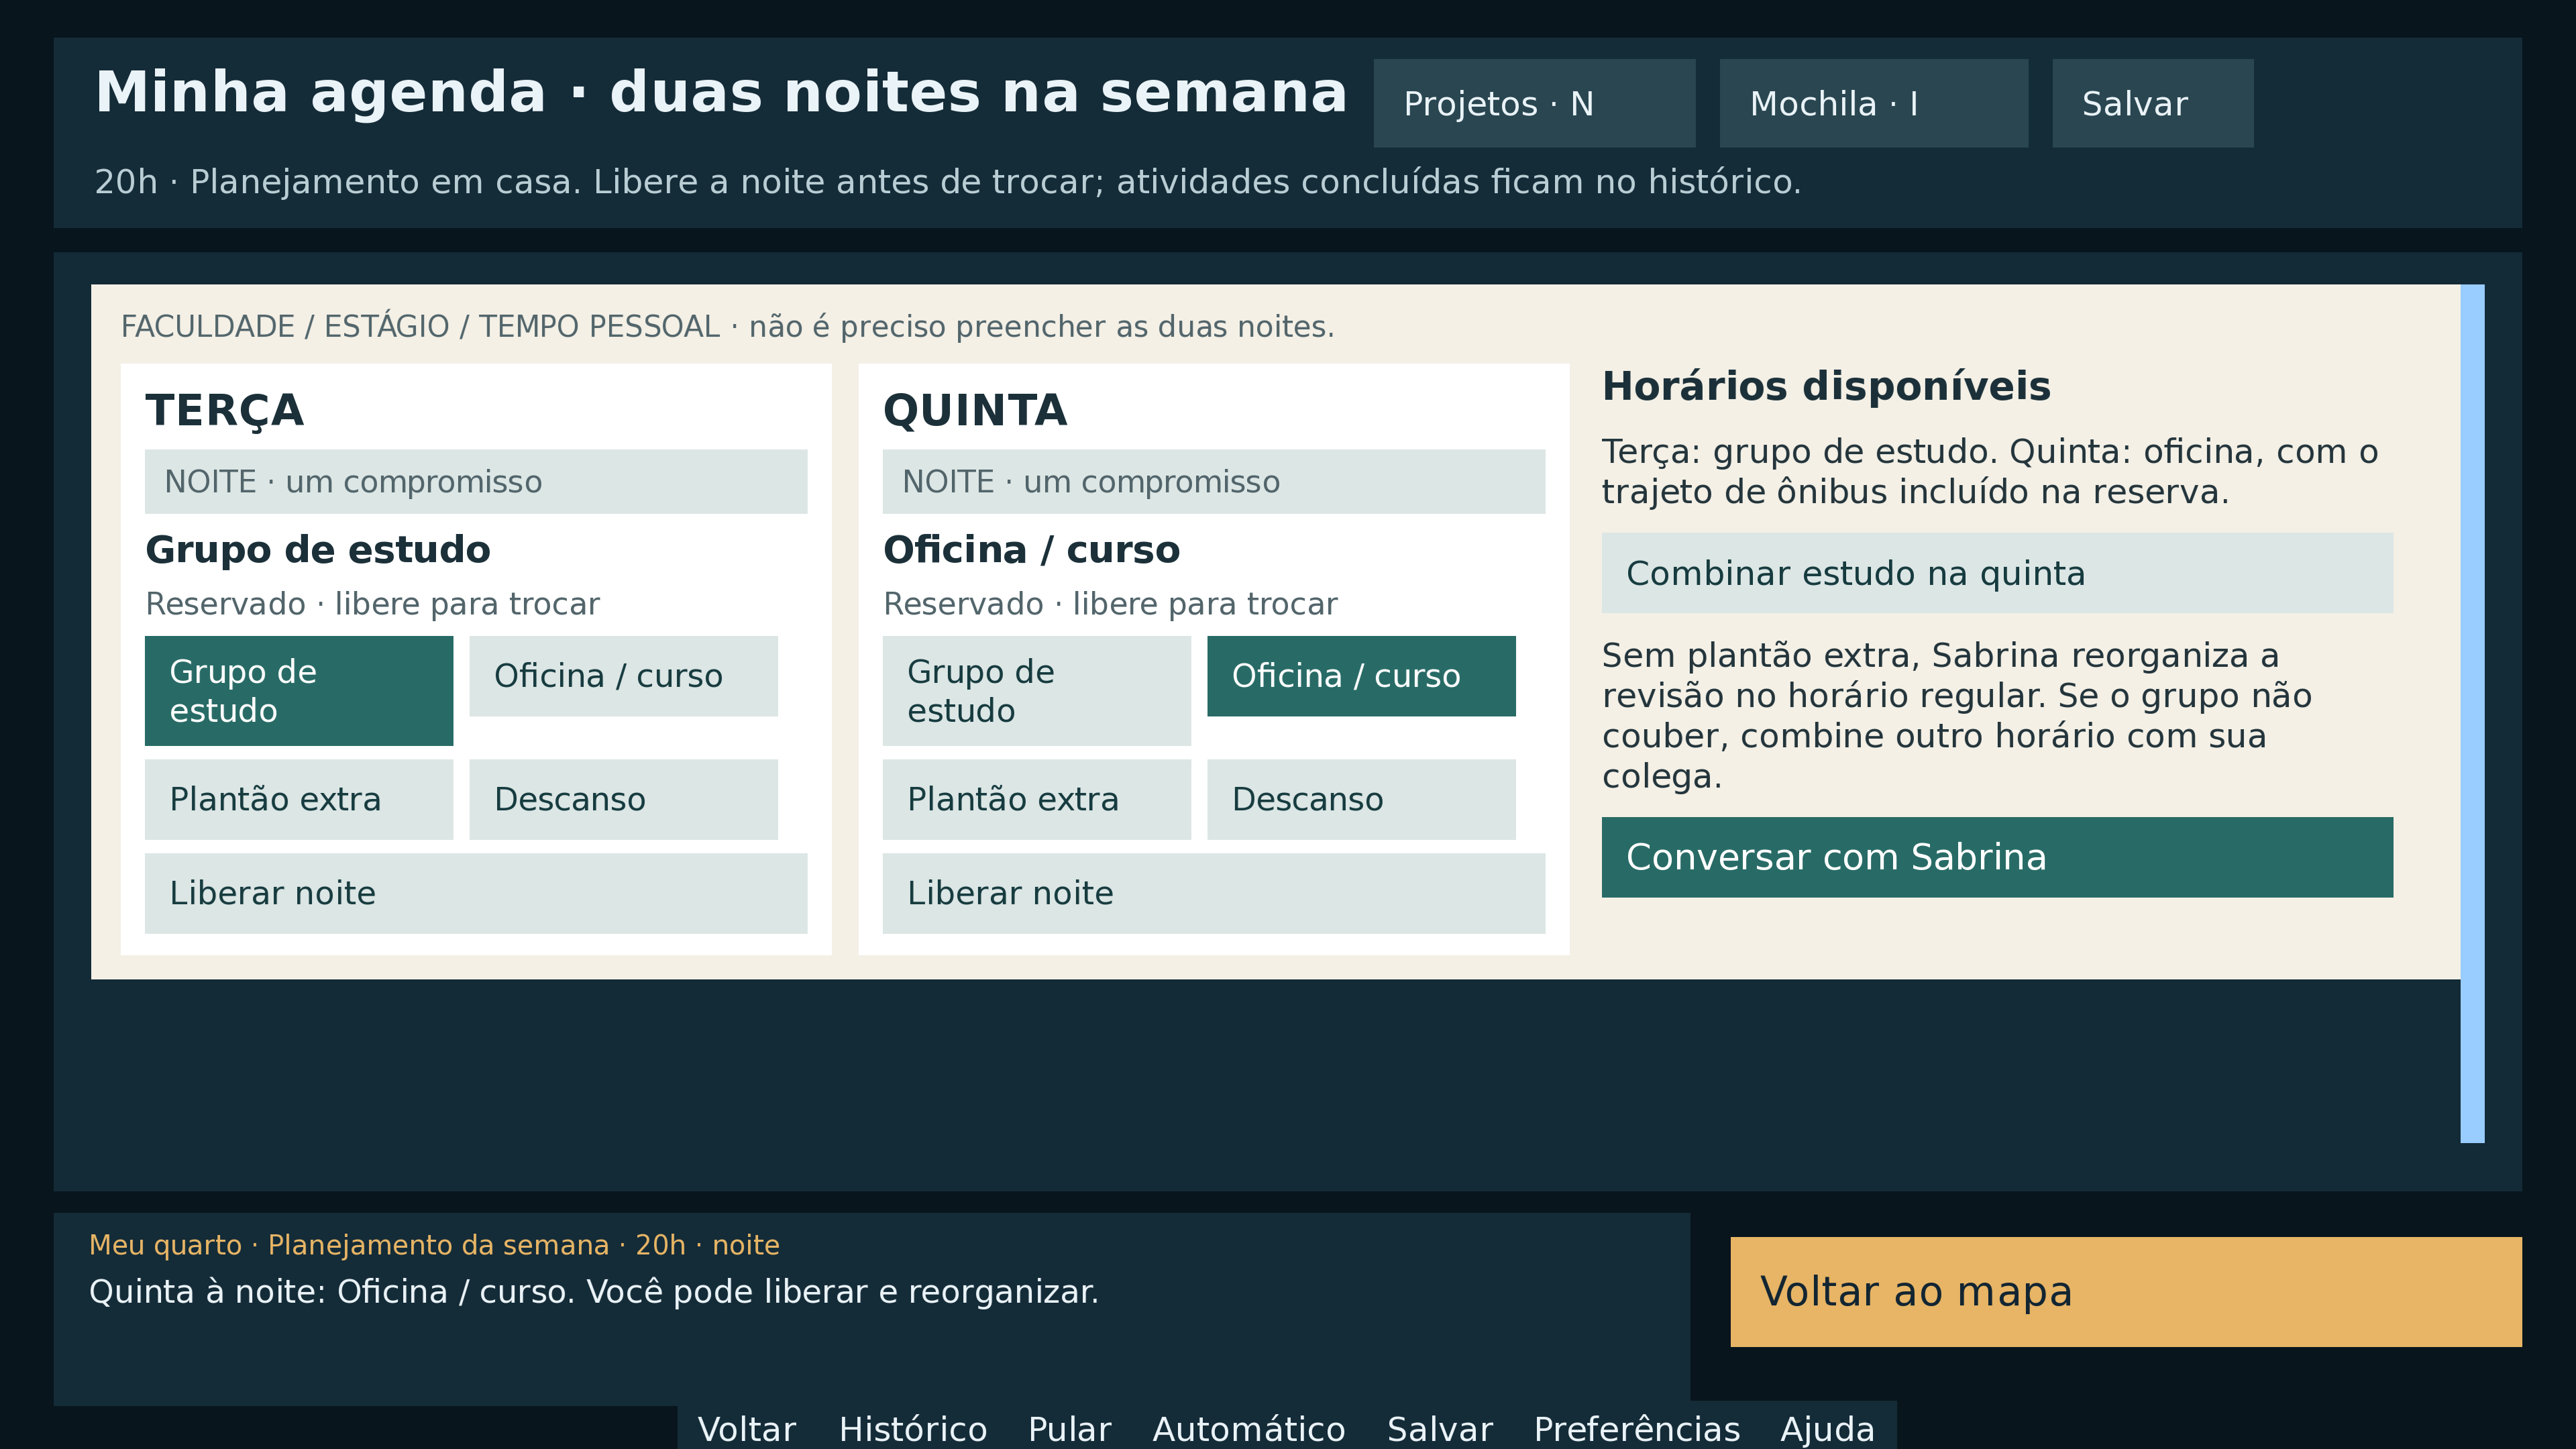 Minha agenda · duas noites na semana
Projetos · N
Mochila · I
Salvar
20h · Planejamento em casa. Libere a noite antes de trocar; atividades concluídas ficam no histórico.
FACULDADE / ESTÁGIO / TEMPO PESSOAL · não é preciso preencher as duas noites.
TERÇA
NOITE · um compromisso
Grupo de estudo
Reservado · libere para trocar
Grupo de
estudo
Oficina / curso
Plantão extra
Descanso
Liberar noite
QUINTA
NOITE · um compromisso
Oficina / curso
Reservado · libere para trocar
Grupo de
estudo
Oficina / curso
Plantão extra
Descanso
Liberar noite
Horários disponíveis
Terça: grupo de estudo. Quinta: oficina, com o
trajeto de ônibus incluído na reserva.
Combinar estudo na quinta
Sem plantão extra, Sabrina reorganiza a
revisão no horário regular. Se o grupo não
couber, combine outro horário com sua
colega.
Conversar com Sabrina
Meu quarto · Planejamento da semana · 20h · noite
Quinta à noite: Oficina / curso. Você pode liberar e reorganizar.
Voltar ao mapa
Voltar Histórico Pular Automático Salvar Preferências Ajuda